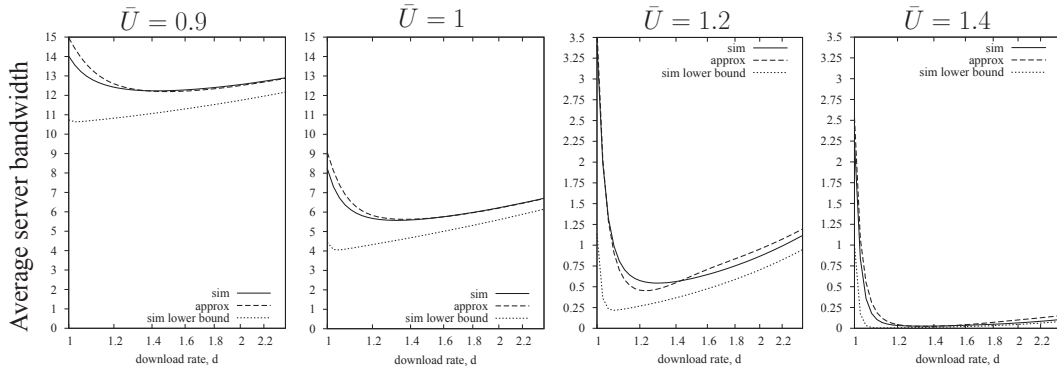 Ū = 0.9
Ū = 1
Ū = 1.2
Ū = 1.4
Average server bandwidth
15
14
13
12
11
10
9
8
7
6
5
4
3
2
1
0
sim
approx
sim lower bound
1 1.2 1.4 1.6 1.8 2 2.2
download rate, d
15
14
13
12
11
10
9
8
7
6
5
4
3
2
1
0
sim
approx
sim lower bound
1 1.2 1.4 1.6 1.8 2 2.2
download rate, d
3.5
3.25
3
2.75
2.5
2.25
2
1.75
1.5
1.25
1
0.75
0.5
0.25
0
sim
approx
sim lower bound
1 1.2 1.4 1.6 1.8 2 2.2
download rate, d
3.5
3.25
3
2.75
2.5
2.25
2
1.75
1.5
1.25
1
0.75
0.5
0.25
0
sim
approx
sim lower bound
1 1.2 1.4 1.6 1.8 2 2.2
download rate, d